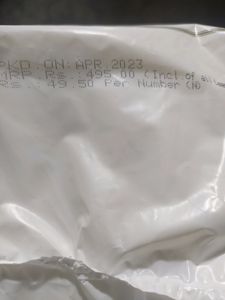 PKD.ON:APR.2023
MRP.Rs.:495.00 (Incl of all
Rs.:49.50 Per Number (N)